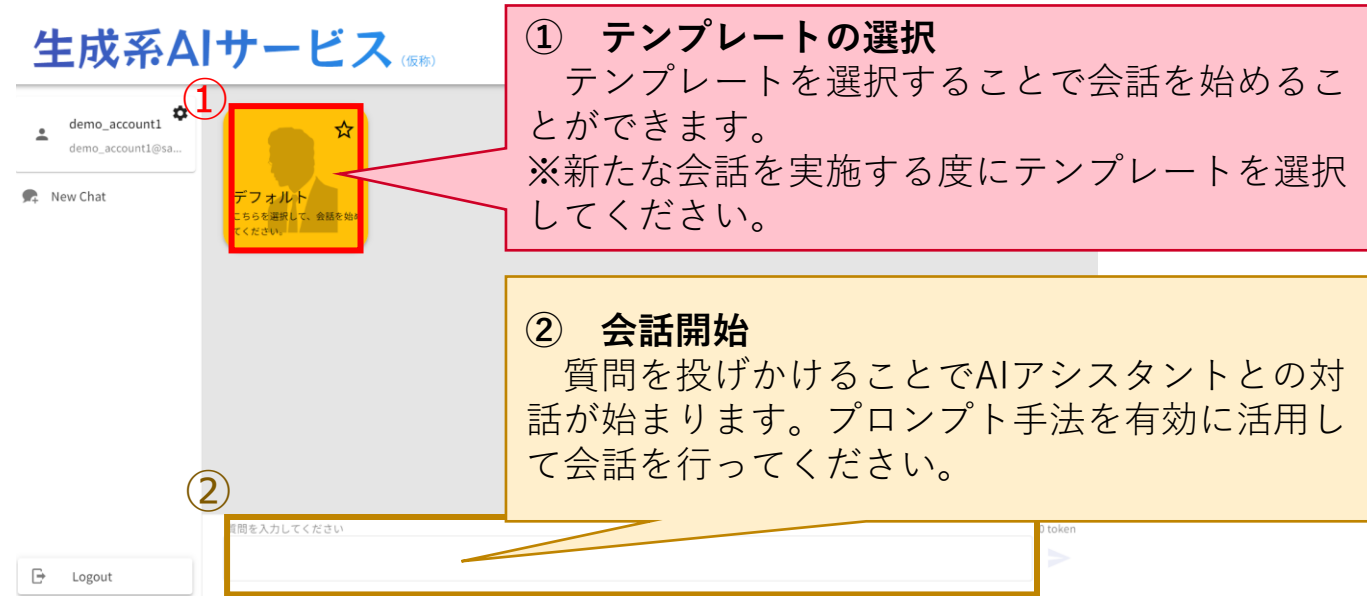 生成系AIサービス(仮称)
① テンプレートの選択
テンプレートを選択することで会話を始めるこ
とができます。
※新たな会話を実施する度にテンプレートを選択
してください。
①
demo_account1
demo_account1@sa...
New Chat
デフォルト
こちらを選択して、会話を始め
てください。
② 会話開始
質問を投げかけることでAIアシスタントとの対
話が始まります。プロンプト手法を有効に活用し
て会話を行ってください。
②
質問を入力してください
0 token
Logout